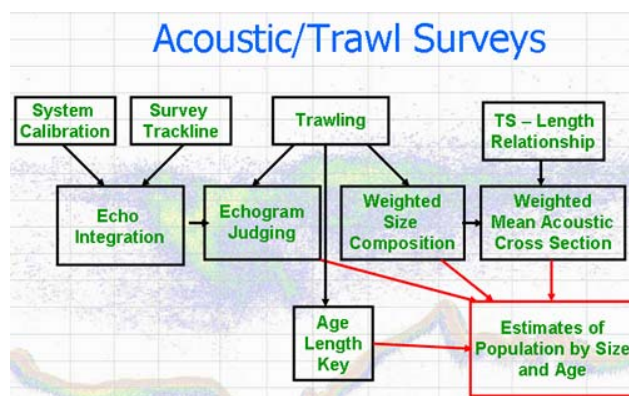 Acoustic/Trawl Surveys
System
Calibration
Survey
Trackline
Trawling
TS – Length
Relationship
Echo
Integration
Echogram
Judging
Weighted
Size
Composition
Weighted
Mean Acoustic
Cross Section
Age
Length
Key
Estimates of
Population by Size
and Age